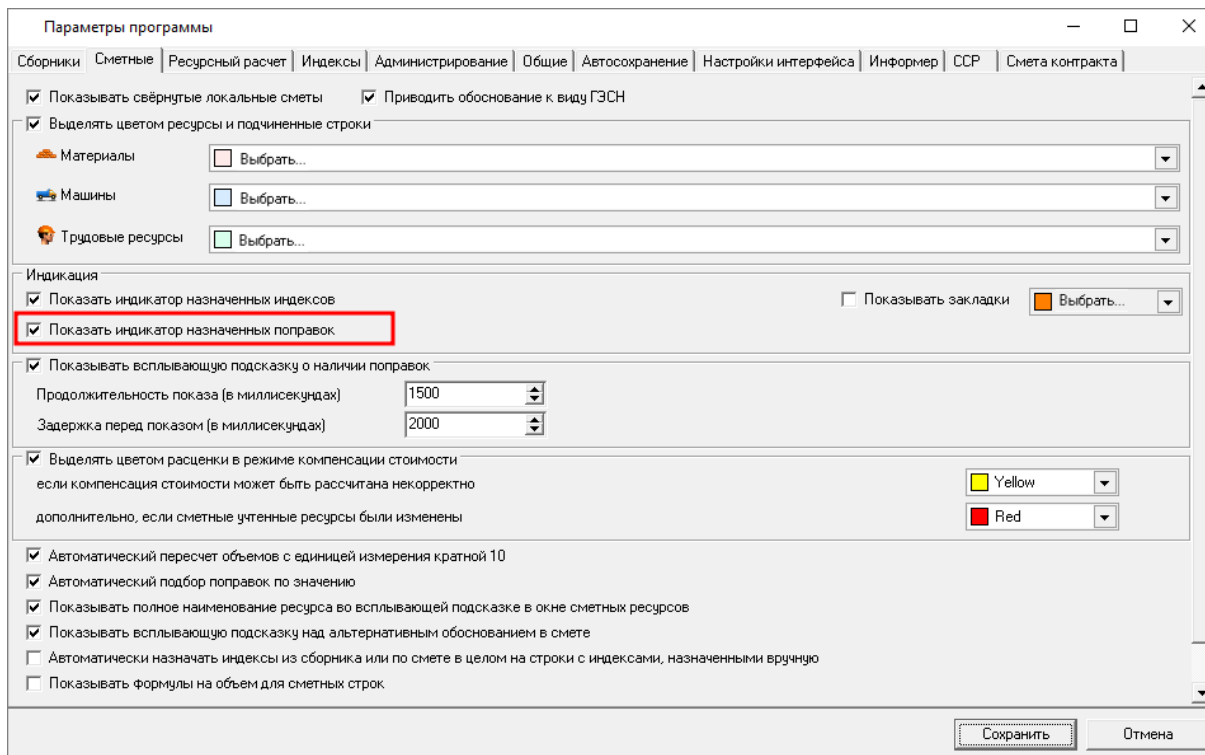 Параметры программы
Сборники Сметные Ресурсный расчет Индексы Администрирование Общие Автосохранение Настройки интерфейса Информер ССР Смета контракта
Показывать свёрнутые локальные сметы Приводить обоснование к виду ГЭСН
Выделять цветом ресурсы и подчиненные строки
Материалы Выбрать...
Машины Выбрать...
Трудовые ресурсы Выбрать...
Индикация
Показать индикатор назначенных индексов Показывать закладки Выбрать...
Показать индикатор назначенных поправок
Показывать всплывающую подсказку о наличии поправок
Продолжительность показа (в миллисекундах) 1500
Задержка перед показом (в миллисекундах) 2000
Выделять цветом расценки в режиме компенсации стоимости
если компенсация стоимости может быть рассчитана некорректно Yellow
дополнительно, если сметные учтенные ресурсы были изменены Red
Автоматический пересчет объемов с единицей измерения кратной 10
Автоматический подбор поправок по значению
Показывать полное наименование ресурса во всплывающей подсказке в окне сметных ресурсов
Показывать всплывающую подсказку над альтернативным обоснованием в смете
Автоматически назначать индексы из сборника или по смете в целом на строки с индексами, назначенными вручную
Показывать формулы на объем для сметных строк
Сохранить Отмена